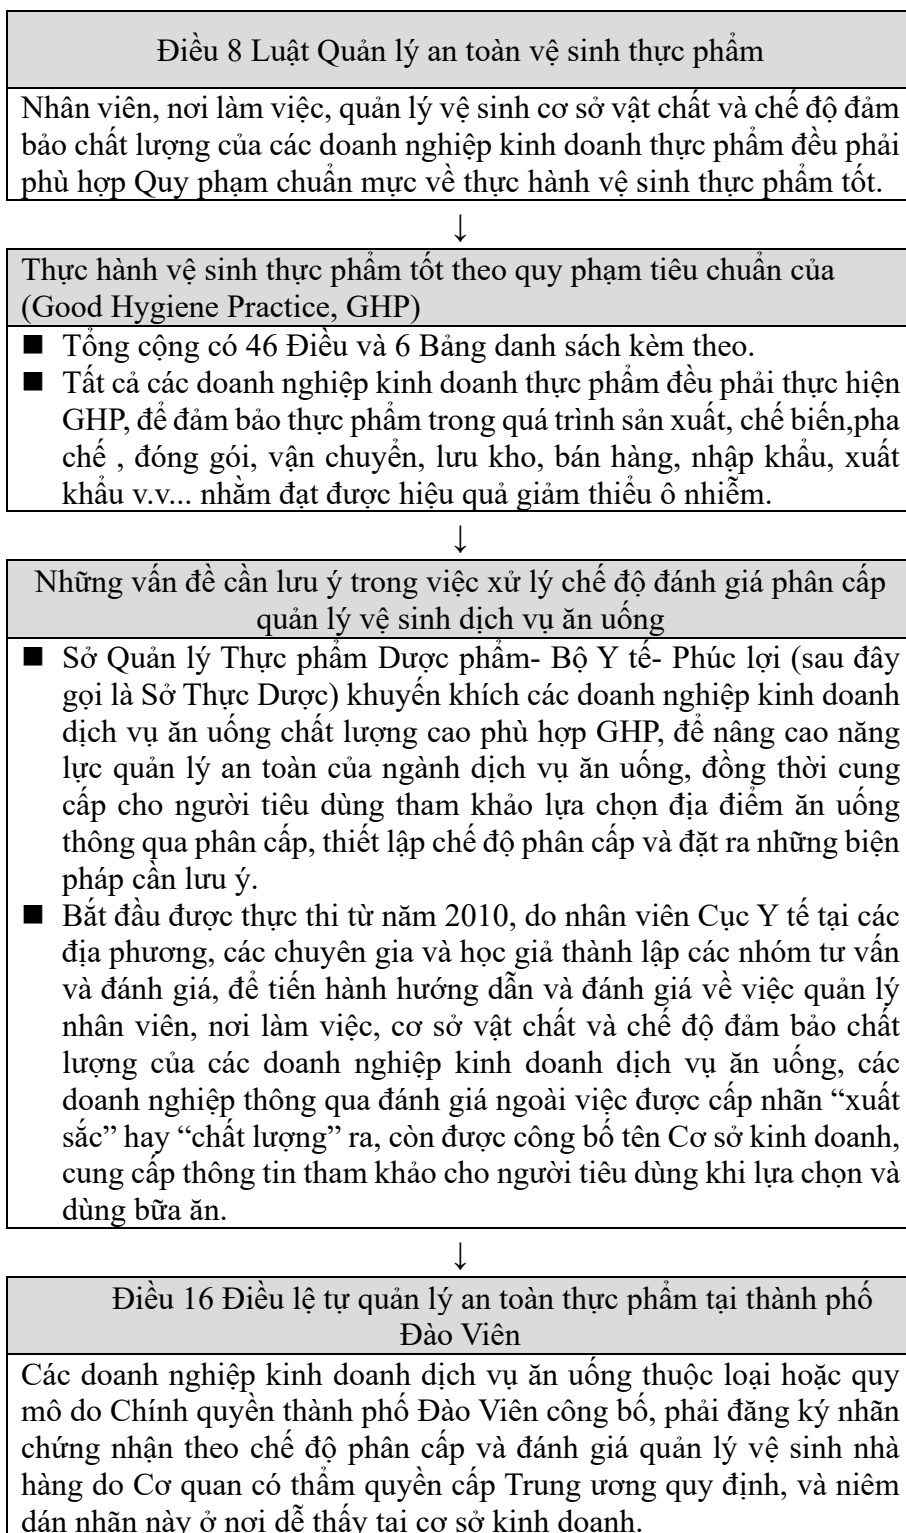 Điều 8 Luật Quản lý an toàn vệ sinh thực phẩm
Nhân viên, nơi làm việc, quản lý vệ sinh cơ sở vật chất và chế độ đảm
bảo chất lượng của các doanh nghiệp kinh doanh thực phẩm đều phải
phù hợp Quy phạm chuẩn mực về thực hành vệ sinh thực phẩm tốt.
↓
Thực hành vệ sinh thực phẩm tốt theo quy phạm tiêu chuẩn của
(Good Hygiene Practice, GHP)
■ Tổng cộng có 46 Điều và 6 Bảng danh sách kèm theo.
■ Tất cả các doanh nghiệp kinh doanh thực phẩm đều phải thực hiện
GHP, để đảm bảo thực phẩm trong quá trình sản xuất, chế biến,pha
chế , đóng gói, vận chuyển, lưu kho, bán hàng, nhập khẩu, xuất
khẩu v.v... nhằm đạt được hiệu quả giảm thiểu ô nhiễm.
↓
Những vấn đề cần lưu ý trong việc xử lý chế độ đánh giá phân cấp
quản lý vệ sinh dịch vụ ăn uống
■ Sở Quản lý Thực phẩm Dược phẩm- Bộ Y tế- Phúc lợi (sau đây
gọi là Sở Thực Dược) khuyến khích các doanh nghiệp kinh doanh
dịch vụ ăn uống chất lượng cao phù hợp GHP, để nâng cao năng
lực quản lý an toàn của ngành dịch vụ ăn uống, đồng thời cung
cấp cho người tiêu dùng tham khảo lựa chọn địa điểm ăn uống
thông qua phân cấp, thiết lập chế độ phân cấp và đặt ra những biện
pháp cần lưu ý.
■ Bắt đầu được thực thi từ năm 2010, do nhân viên Cục Y tế tại các
địa phương, các chuyên gia và học giả thành lập các nhóm tư vấn
và đánh giá, để tiến hành hướng dẫn và đánh giá về việc quản lý
nhân viên, nơi làm việc, cơ sở vật chất và chế độ đảm bảo chất
lượng của các doanh nghiệp kinh doanh dịch vụ ăn uống, các
doanh nghiệp thông qua đánh giá ngoài việc được cấp nhãn “xuất
sắc” hay “chất lượng” ra, còn được công bố tên Cơ sở kinh doanh,
cung cấp thông tin tham khảo cho người tiêu dùng khi lựa chọn và
dùng bữa ăn.
↓
Điều 16 Điều lệ tự quản lý an toàn thực phẩm tại thành phố
Đào Viên
Các doanh nghiệp kinh doanh dịch vụ ăn uống thuộc loại hoặc quy
mô do Chính quyền thành phố Đào Viên công bố, phải đăng ký nhãn
chứng nhận theo chế độ phân cấp và đánh giá quản lý vệ sinh nhà
hàng do Cơ quan có thẩm quyền cấp Trung ương quy định, và niêm
dán nhãn này ở nơi dễ thấy tại cơ sở kinh doanh.